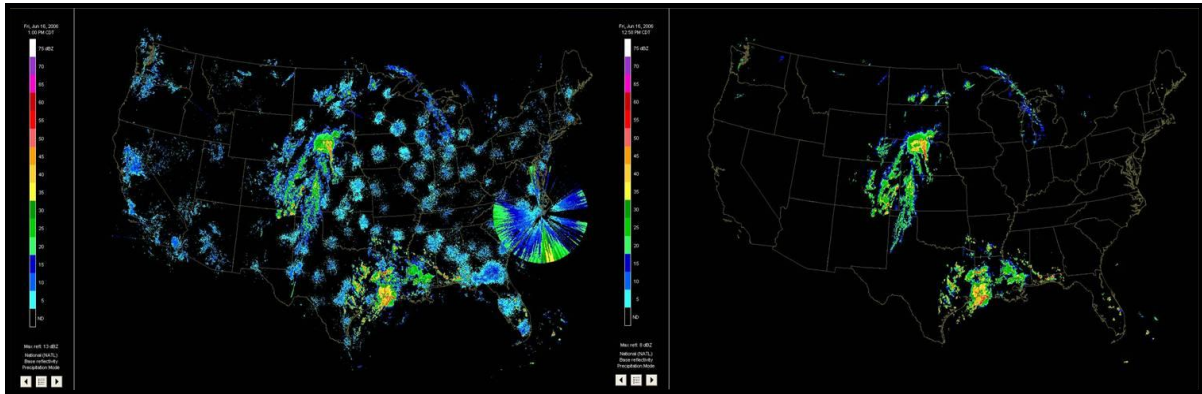 Fri, Jun 16, 2006
1:00 PM CDT
75 dBZ
70
65
60
55
50
45
40
35
30
25
20
15
10
5
ND
Max refl: 13 dBZ
National (NATL)
Base reflectivity
Precipitation Mode
Fri, Jun 16, 2006
12:58 PM CDT
75 dBZ
70
65
60
55
50
45
40
35
30
25
20
15
10
5
ND
Max refl: 8 dBZ
National (NATL)
Base reflectivity
Precipitation Mode